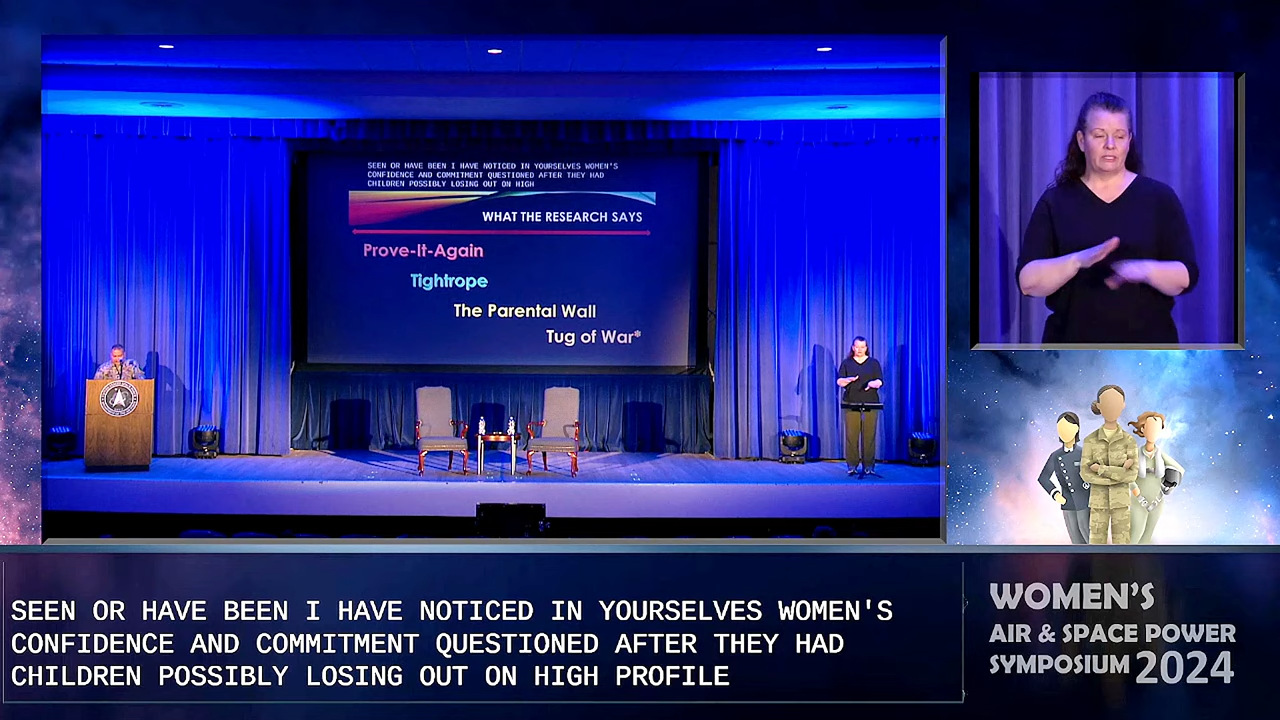 SEEN OR HAVE BEEN I HAVE NOTICED IN YOURSELVES WOMEN'S
CONFIDENCE AND COMMITMENT QUESTIONED AFTER THEY HAD
CHILDREN POSSIBLY LOSING OUT ON HIGH
WHAT THE RESEARCH SAYS
Prove-It-Again
Tightrope
The Parental Wall
Tug of War*
SEEN OR HAVE BEEN I HAVE NOTICED IN YOURSELVES WOMEN'S
CONFIDENCE AND COMMITMENT QUESTIONED AFTER THEY HAD
CHILDREN POSSIBLY LOSING OUT ON HIGH PROFILE
WOMEN'S
AIR & SPACE POWER
SYMPOSIUM 2024